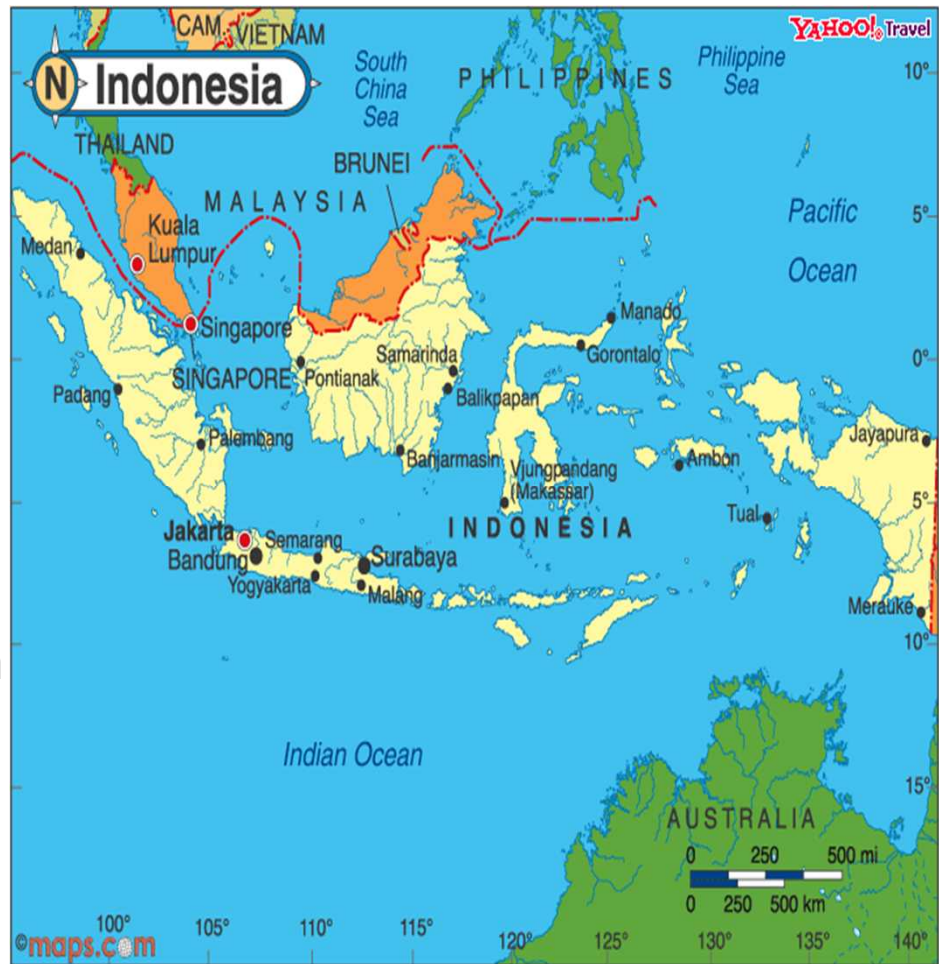 CAM.
VIETNAM
YAHOO! Travel
N Indonesia
South
China
Sea
PHILIPPINES
Philippine
Sea
10°
THAILAND
BRUNEI
MALAYSIA
Kuala
Lumpur
Pacific
Ocean
5°
Medan
Singapore
SINGAPORE
Manado
Gorontalo
0°
Samarinda
Pontianak
Balikpapan
Padang
Palembang
Banjarmasin
Vjungpandang
(Makassar)
Ambon
Jayapura
5°
Tual
INDONESIA
Jakarta
Bandung
Semarang
Surabaya
Yogyakarta
Malang
Merauke
10°
Indian Ocean
15°
AUSTRALIA
0 250 500 mi
0 250 500 km
100° 105° 110° 115° 120° 125° 130° 135° 140°
©maps.com